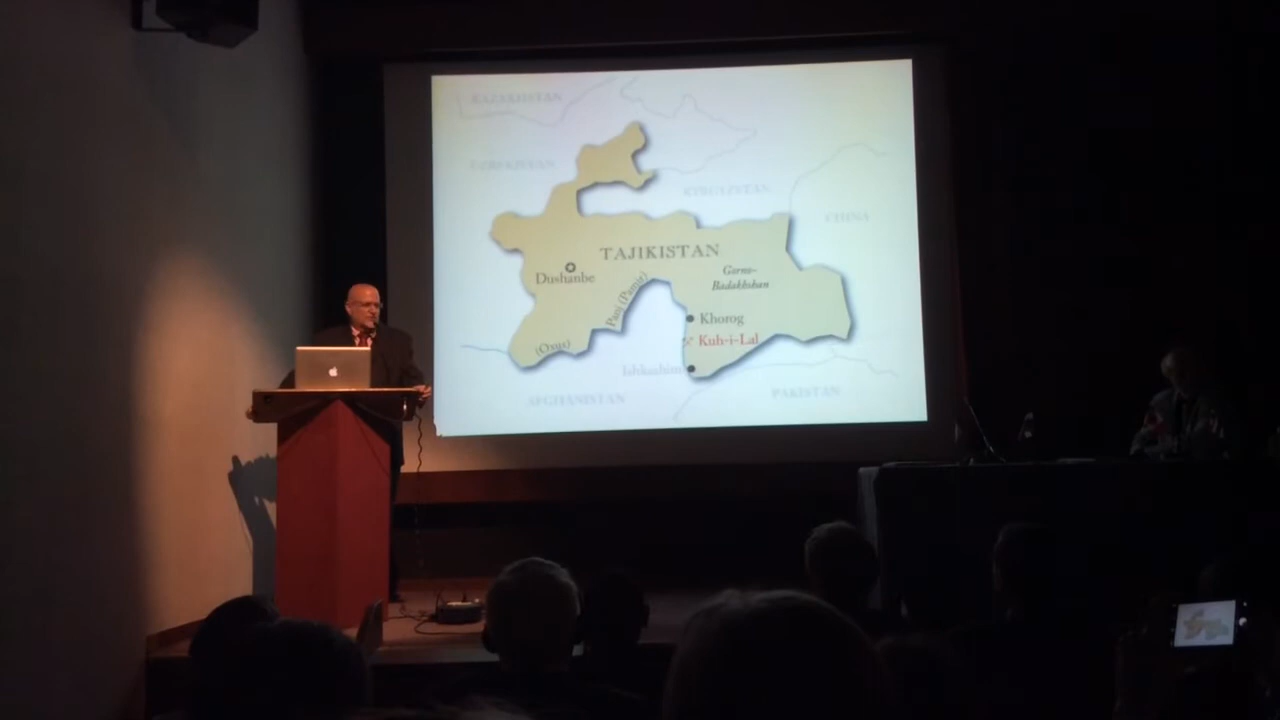 KAZAKHSTAN
UZBEKISTAN
KYRGYZSTAN
CHINA
TAJIKISTAN
Dushanbe
Gorno-
Badakhshan
Panj (Pamir)
Khorog
Kuh-i-Lal
(Oxus)
Ishkashim
AFGHANISTAN
PAKISTAN